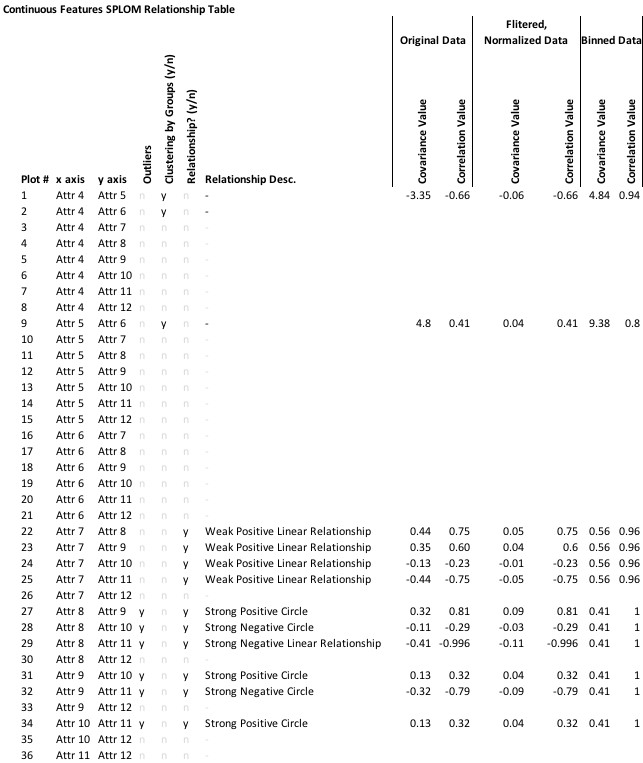 Continuous Features SPLOM Relationship Table
Original Data Flitered, Normalized Data Binned Data
Plot # x axis y axis Outliers Clustering by Groups (y/n) Relationship? (y/n) Relationship Desc. Covariance Value Correlation Value Covariance Value Correlation Value Covariance Value Correlation Value
1 Attr 4 Attr 5 n y n - -3.35 -0.66 -0.06 -0.66 4.84 0.94
2 Attr 4 Attr 6 n y n -
3 Attr 4 Attr 7 n n n -
4 Attr 4 Attr 8 n n n -
5 Attr 4 Attr 9 n n n -
6 Attr 4 Attr 10 n n n -
7 Attr 4 Attr 11 n n n -
8 Attr 4 Attr 12 n n n -
9 Attr 5 Attr 6 n y n - 4.8 0.41 0.04 0.41 9.38 0.8
10 Attr 5 Attr 7 n n n -
11 Attr 5 Attr 8 n n n -
12 Attr 5 Attr 9 n n n -
13 Attr 5 Attr 10 n n n -
14 Attr 5 Attr 11 n n n -
15 Attr 5 Attr 12 n n n -
16 Attr 6 Attr 7 n n n -
17 Attr 6 Attr 8 n n n -
18 Attr 6 Attr 9 n n n -
19 Attr 6 Attr 10 n n n -
20 Attr 6 Attr 11 n n n -
21 Attr 6 Attr 12 n n n -
22 Attr 7 Attr 8 n n y Weak Positive Linear Relationship 0.44 0.75 0.05 0.75 0.56 0.96
23 Attr 7 Attr 9 n n y Weak Positive Linear Relationship 0.35 0.60 0.04 0.6 0.56 0.96
24 Attr 7 Attr 10 n n y Weak Positive Linear Relationship -0.13 -0.23 -0.01 -0.23 0.56 0.96
25 Attr 7 Attr 11 n n y Weak Positive Linear Relationship -0.44 -0.75 -0.05 -0.75 0.56 0.96
26 Attr 7 Attr 12 n n n -
27 Attr 8 Attr 9 y n y Strong Positive Circle 0.32 0.81 0.09 0.81 0.41 1
28 Attr 8 Attr 10 y n y Strong Negative Circle -0.11 -0.29 -0.03 -0.29 0.41 1
29 Attr 8 Attr 11 y n y Strong Negative Linear Relationship -0.41 -0.996 -0.11 -0.996 0.41 1
30 Attr 8 Attr 12 n n n -
31 Attr 9 Attr 10 y n y Strong Positive Circle 0.13 0.32 0.04 0.32 0.41 1
32 Attr 9 Attr 11 y n y Strong Negative Circle -0.32 -0.79 -0.09 -0.79 0.41 1
33 Attr 9 Attr 12 n n n -
34 Attr 10 Attr 11 y n y Strong Positive Circle 0.13 0.32 0.04 0.32 0.41 1
35 Attr 10 Attr 12 n n n -
36 Attr 11 Attr 12 n n n -